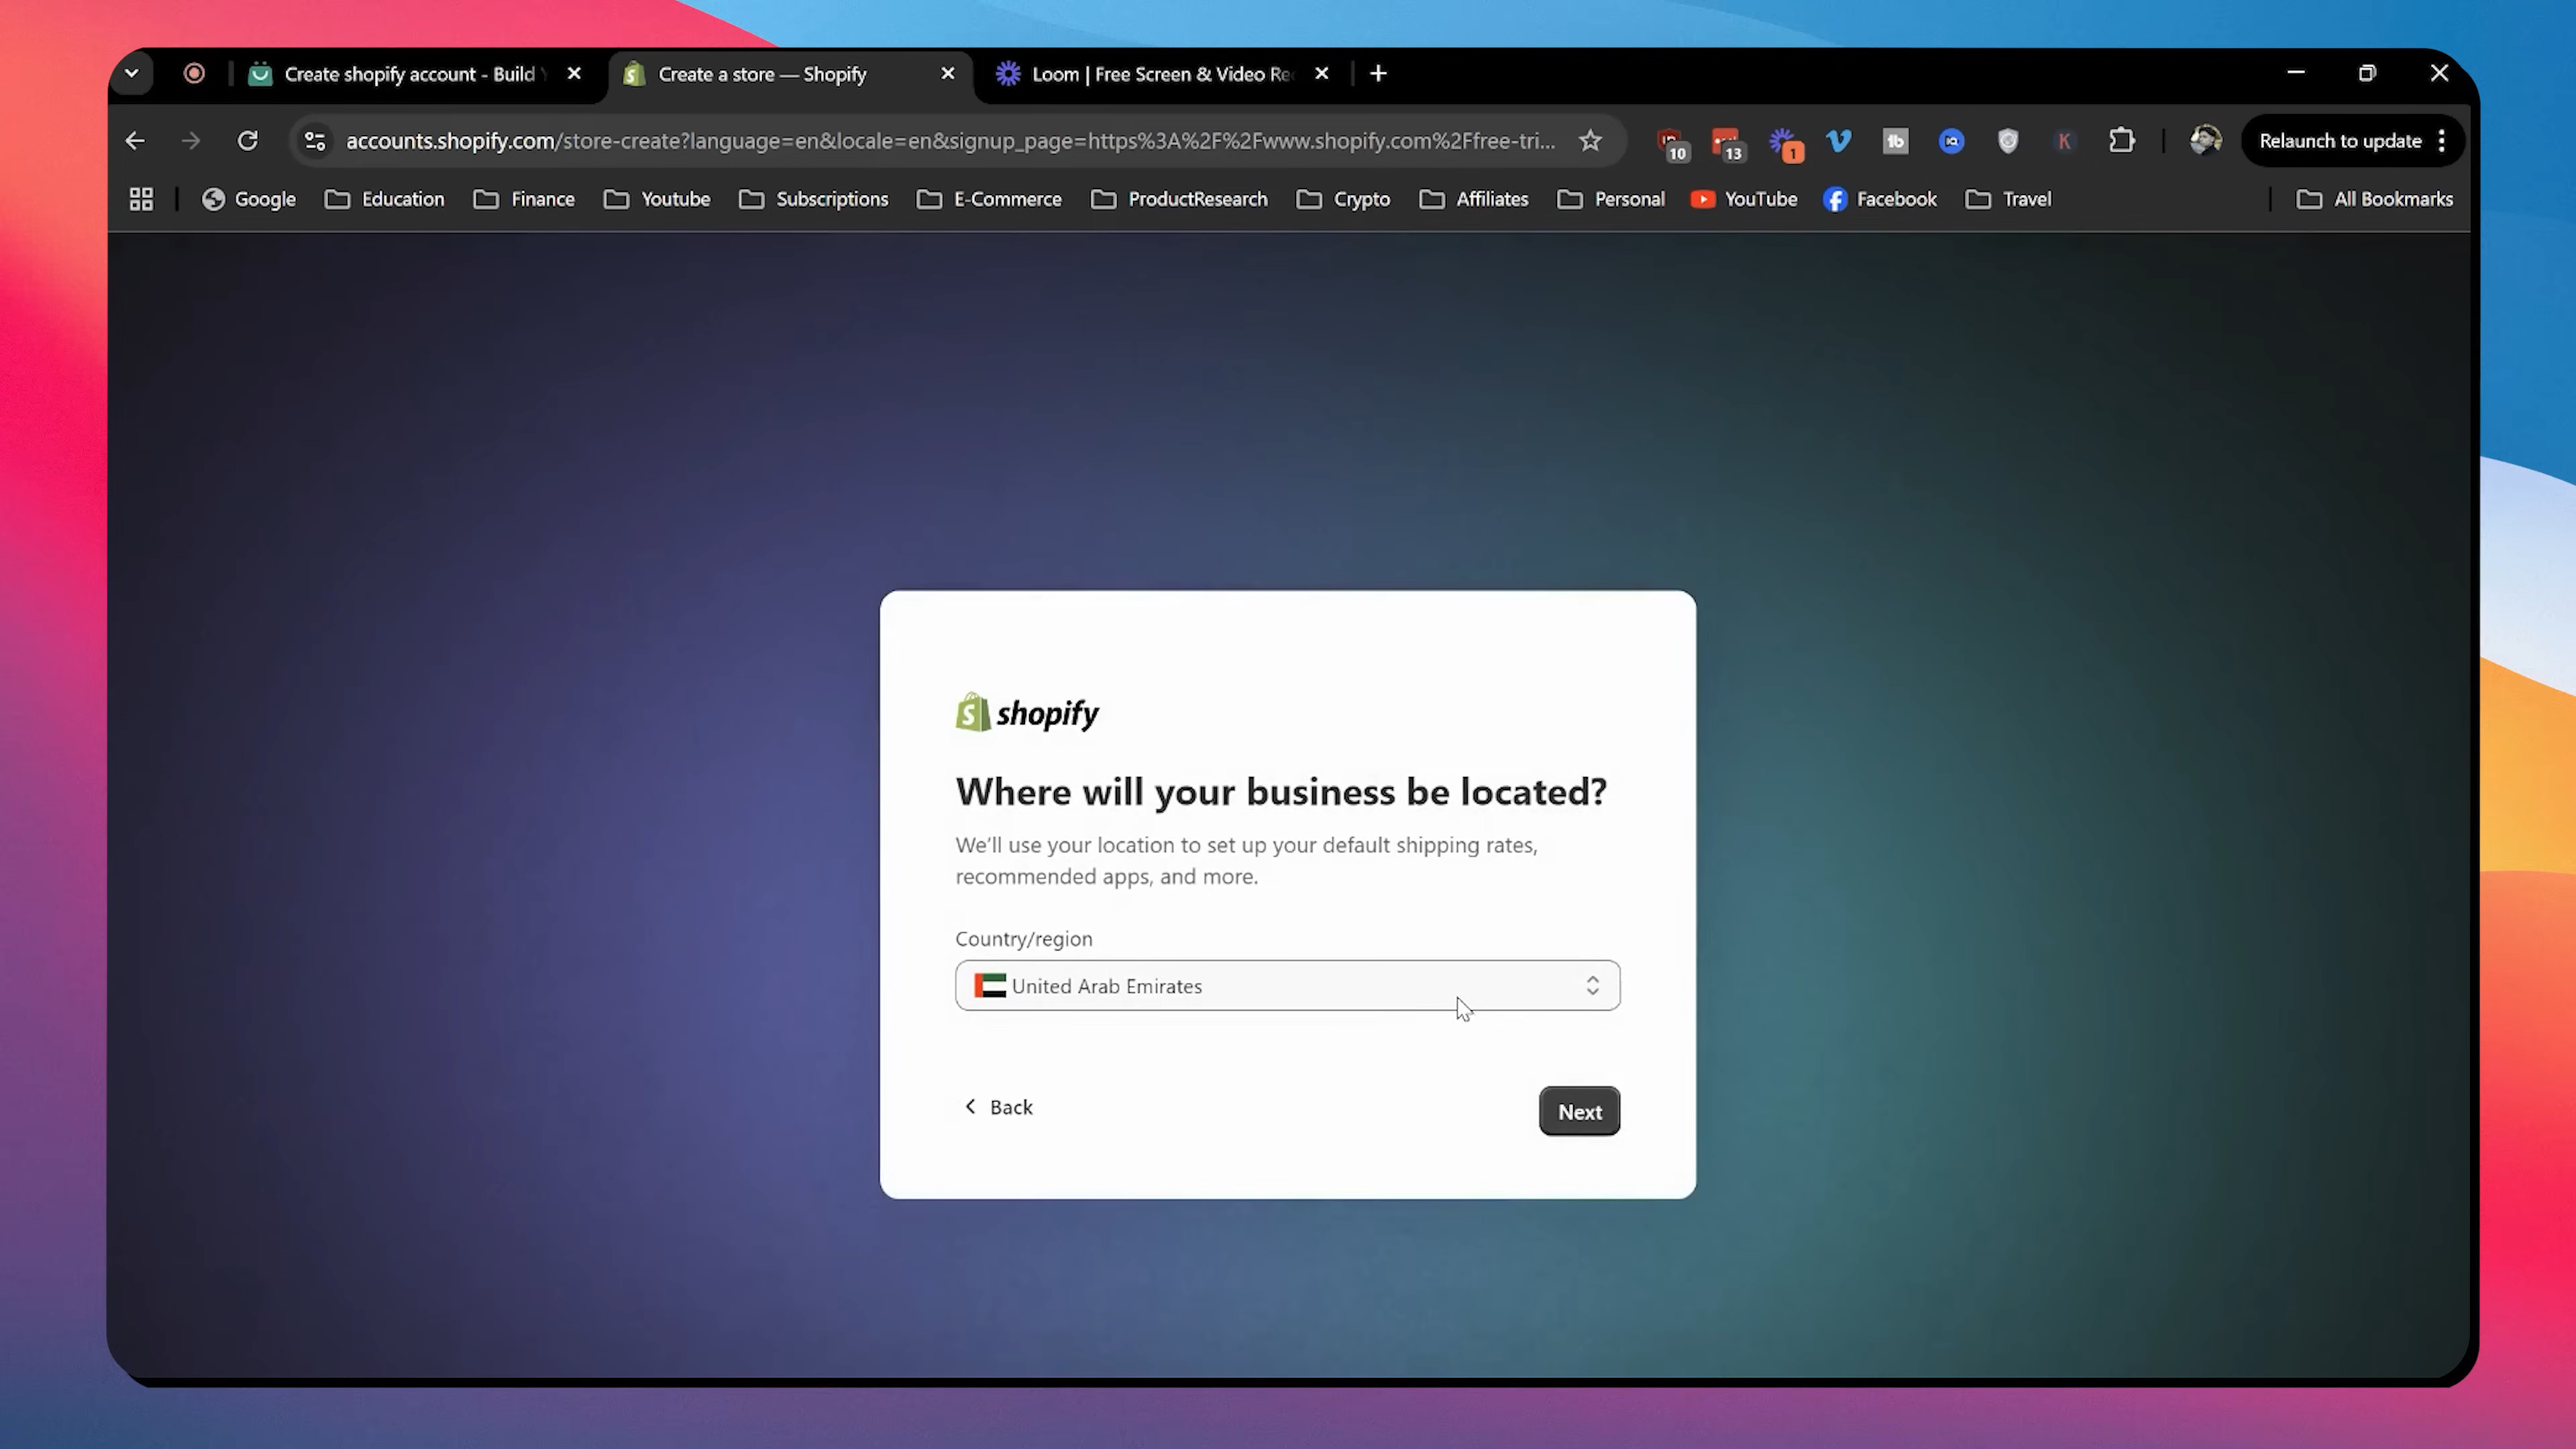 Create shopify account - Build
Create a store — Shopify
Loom | Free Screen & Video Re
accounts.shopify.com/store-create?language=en&locale=en&signup_page=https%3A%2F%2Fwww.shopify.com%2Ffree-tri...
10
13
1
tb
K
Relaunch to update
Google
Education
Finance
Youtube
Subscriptions
E-Commerce
ProductResearch
Crypto
Affiliates
Personal
YouTube
Facebook
Travel
All Bookmarks
shopify
Where will your business be located?
We'll use your location to set up your default shipping rates,
recommended apps, and more.
Country/region
United Arab Emirates
Back
Next